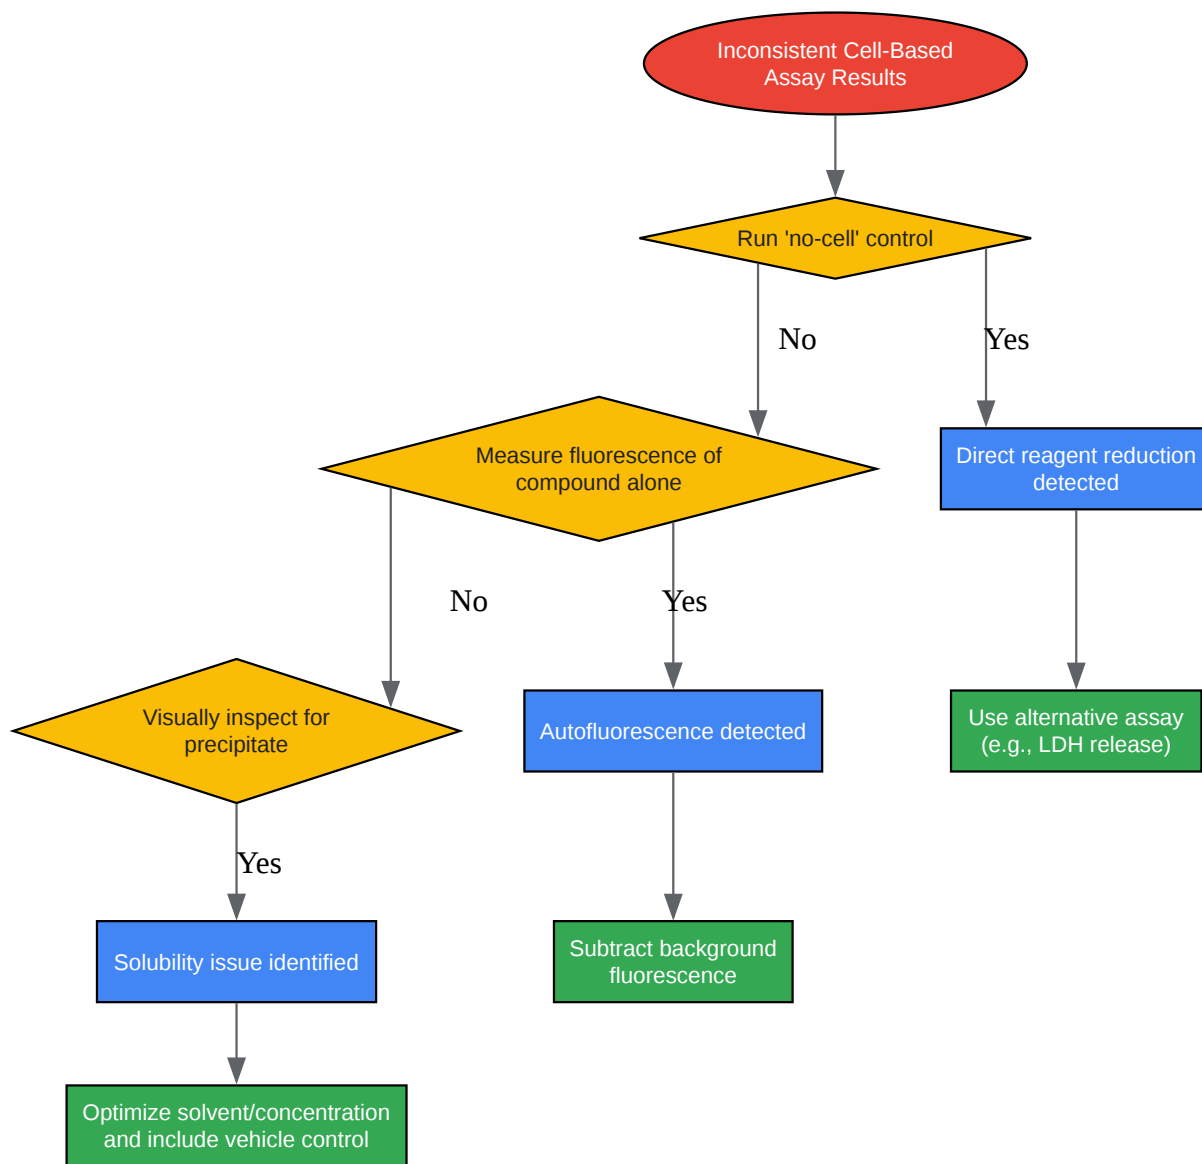 Inconsistent Cell-Based
Assay Results
Run 'no-cell' control
No
Yes
Measure fluorescence of
compound alone
Direct reagent reduction
detected
No
Yes
Visually inspect for
precipitate
Autofluorescence detected
Use alternative assay
(e.g., LDH release)
Yes
Solubility issue identified
Subtract background
fluorescence
Optimize solvent/concentration
and include vehicle control